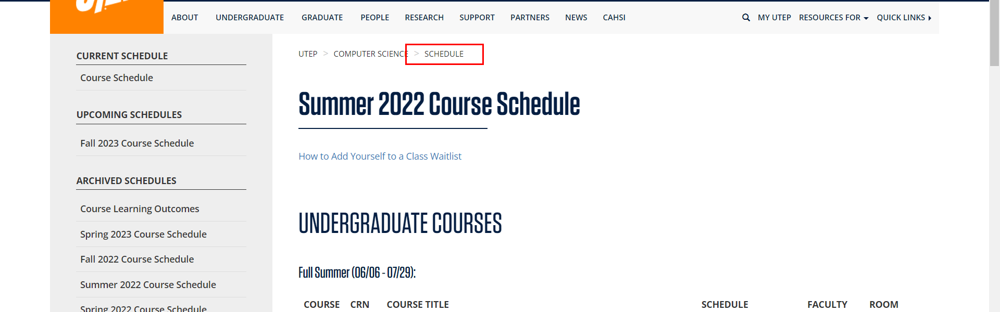 ABOUT UNDERGRADUATE GRADUATE PEOPLE RESEARCH SUPPORT PARTNERS NEWS CAHSI MY UTEP RESOURCES FOR QUICK LINKS
CURRENT SCHEDULE
Course Schedule
UPCOMING SCHEDULES
Fall 2023 Course Schedule
ARCHIVED SCHEDULES
Course Learning Outcomes
Spring 2023 Course Schedule
Fall 2022 Course Schedule
Summer 2022 Course Schedule
Spring 2022 Course Schedule
UTEP > COMPUTER SCIENCE > SCHEDULE
Summer 2022 Course Schedule
How to Add Yourself to a Class Waitlist
UNDERGRADUATE COURSES
Full Summer (06/06 - 07/29):
COURSE CRN COURSE TITLE SCHEDULE FACULTY ROOM